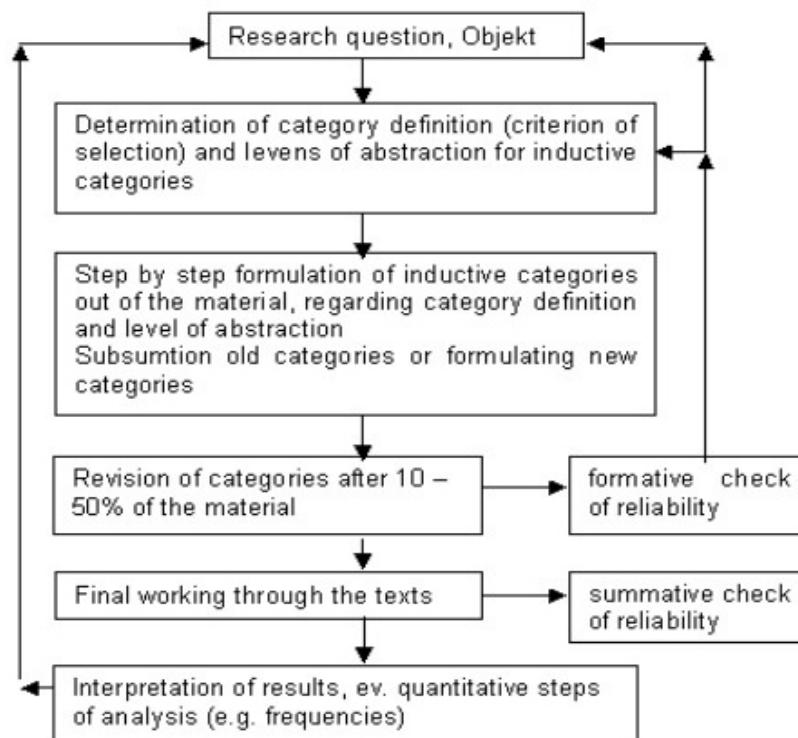 Research question, Objekt
Determination of category definition (criterion of
selection) and levens of abstraction for inductive
categories
Step by step formulation of inductive categories
out of the material, regarding category definition
and level of abstraction
Subsumtion old categories or formulating new
categories
Revision of categories after 10 –
50% of the material
formative check
of reliability
Final working through the texts
summative check
of reliability
Interpretation of results, ev. quantitative steps
of analysis (e.g. frequencies)